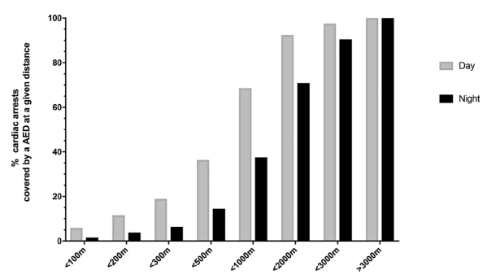 % cardiac arrests
covered by a AED at a given distance
100
80
60
40
20
0
<100m
<200m
<300m
<500m
<1000m
<2000m
<3000m
>3000m
Day
Night